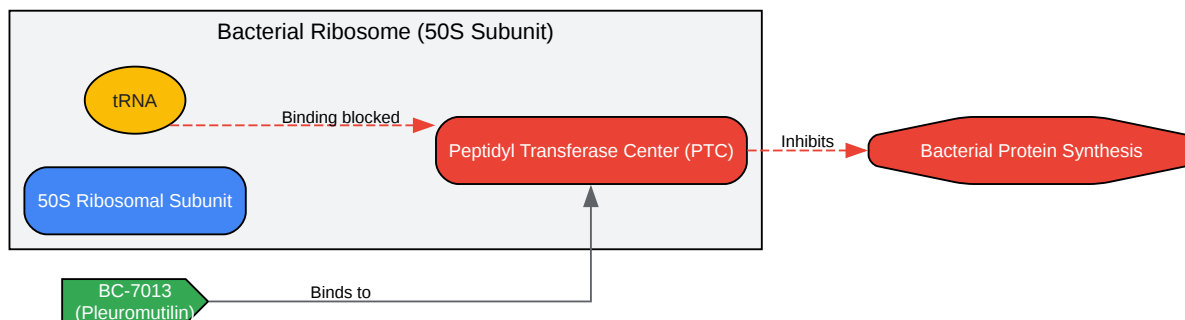 Bacterial Ribosome (50S Subunit)
tRNA
Binding blocked
Peptidyl Transferase Center (PTC)
Inhibits
Bacterial Protein Synthesis
50S Ribosomal Subunit
BC-7013
(Pleuromutilin)
Binds to